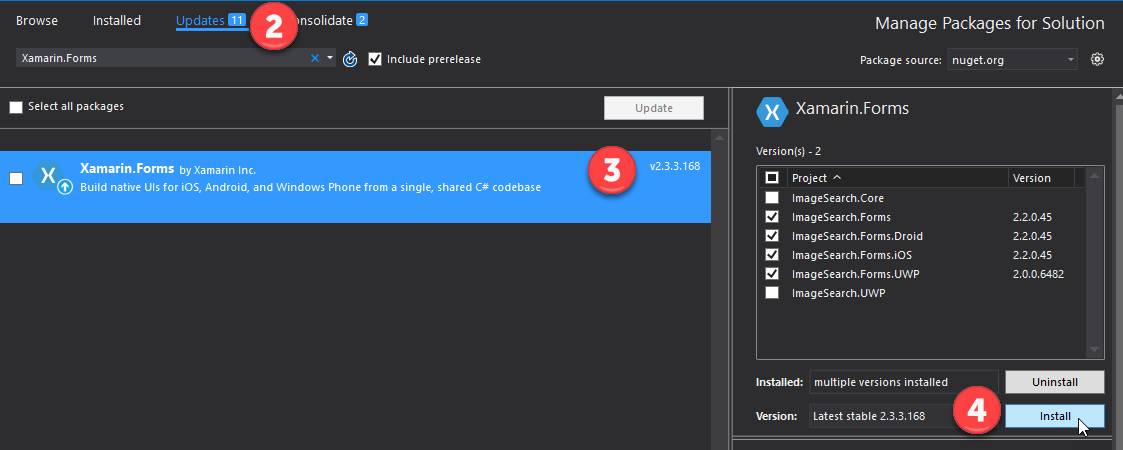 Browse Installed Updates 11 2 onsolidate 2
Manage Packages for Solution
Xamarin.Forms Include prerelease
Package source: nuget.org
Select all packages Update
Xamarin.Forms by Xamarin Inc. 3 v2.3.3.168
Build native UIs for iOS, Android, and Windows Phone from a single, shared C# codebase
Xamarin.Forms
Version(s) - 2
Project Version
ImageSearch.Core
ImageSearch.Forms 2.2.0.45
ImageSearch.Forms.Droid 2.2.0.45
ImageSearch.Forms.iOS 2.2.0.45
ImageSearch.Forms.UWP 2.0.0.6482
ImageSearch.UWP
Installed: multiple versions installed Uninstall
Version: Latest stable 2.3.3.168 4 Install